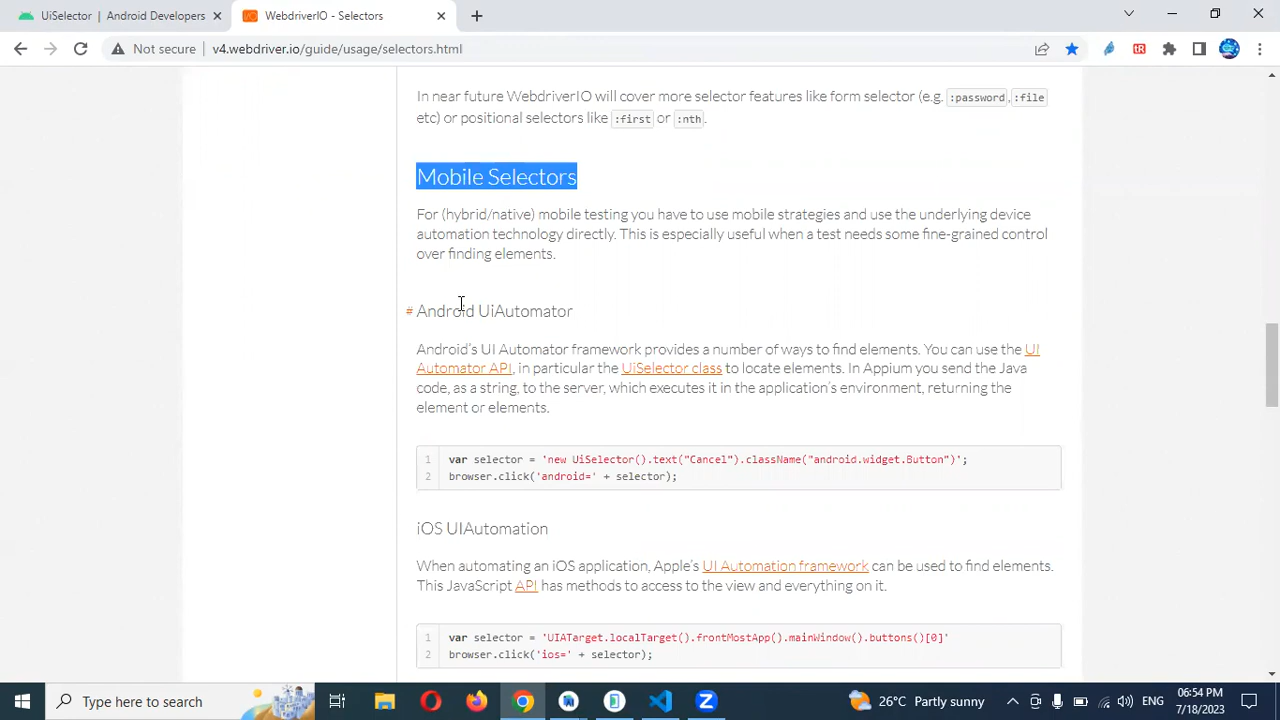 UiSelector | Android Developers
WebdriverIO - Selectors
Not secure
v4.webdriver.io/guide/usage/selectors.html
In near future WebdriverIO will cover more selector features like form selector (e.g. :password, :file
etc) or positional selectors like :first or :nth.
Mobile Selectors
For (hybrid/native) mobile testing you have to use mobile strategies and use the underlying device
automation technology directly. This is especially useful when a test needs some fine-grained control
over finding elements.
# Android UiAutomator
Android's UI Automator framework provides a number of ways to find elements. You can use the UI
Automator API, in particular the UiSelector class to locate elements. In Appium you send the Java
code, as a string, to the server, which executes it in the application's environment, returning the
element or elements.
1 var selector = 'new UiSelector().text("Cancel").className("android.widget.Button")';
2 browser.click('android=' + selector);
iOS UIAutomation
When automating an iOS application, Apple's UI Automation framework can be used to find elements.
This JavaScript API has methods to access to the view and everything on it.
1 var selector = 'UIATarget.localTarget().frontMostApp().mainWindow().buttons()[0]'
2 browser.click('ios=' + selector);
Type here to search
26°C Partly sunny
ENG
06:54 PM
7/18/2023